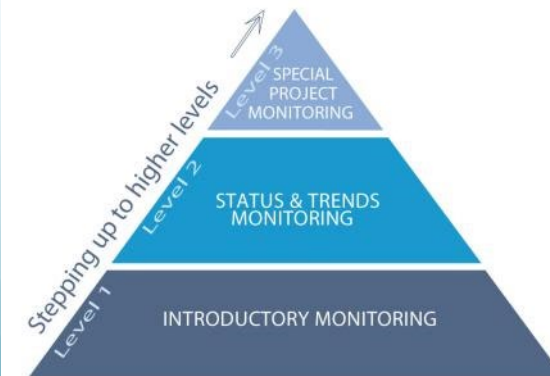 Stepping up to higher levels
Level 3
SPECIAL
PROJECT
MONITORING
Level 2
STATUS & TRENDS
MONITORING
Level 1
INTRODUCTORY MONITORING